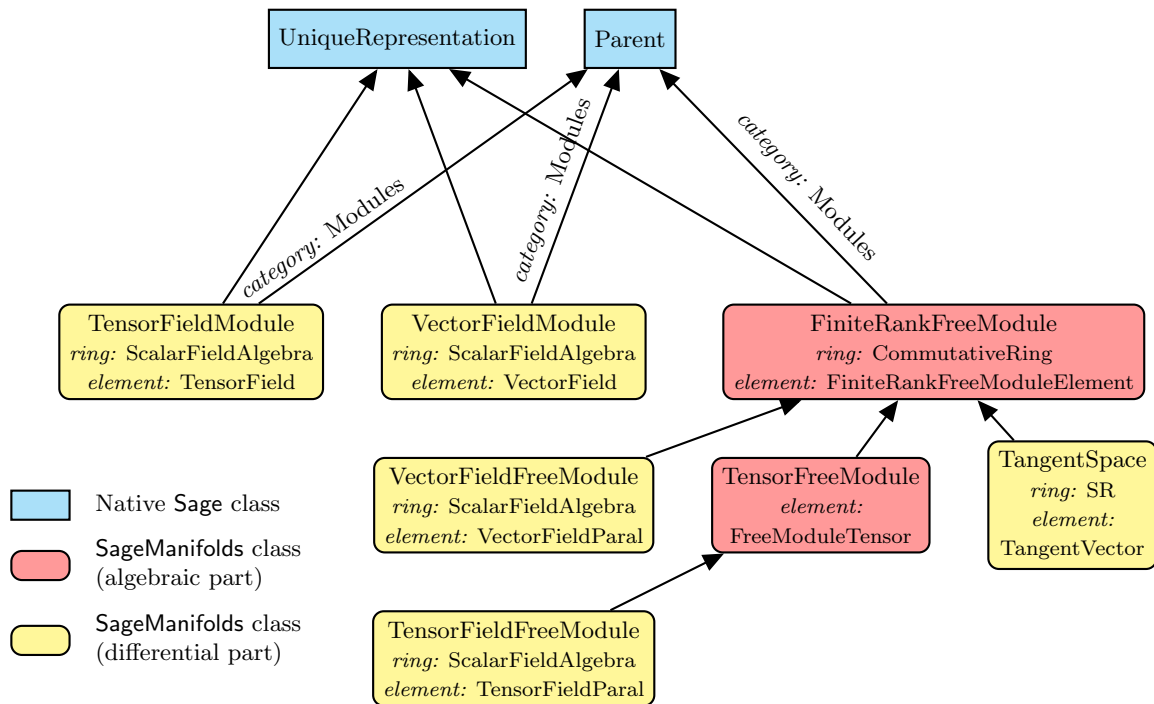 UniqueRepresentation
Parent
category: Modules
category: Modules
category: Modules
TensorFieldModule
ring: ScalarFieldAlgebra
element: TensorField
VectorFieldModule
ring: ScalarFieldAlgebra
element: VectorField
FiniteRankFreeModule
ring: CommutativeRing
element: FiniteRankFreeModuleElement
VectorFieldFreeModule
ring: ScalarFieldAlgebra
element: VectorFieldParal
TensorFreeModule
element:
FreeModuleTensor
TangentSpace
ring: SR
element:
TangentVector
TensorFieldFreeModule
ring: ScalarFieldAlgebra
element: TensorFieldParal
Native Sage class
SageManifolds class
(algebraic part)
SageManifolds class
(differential part)